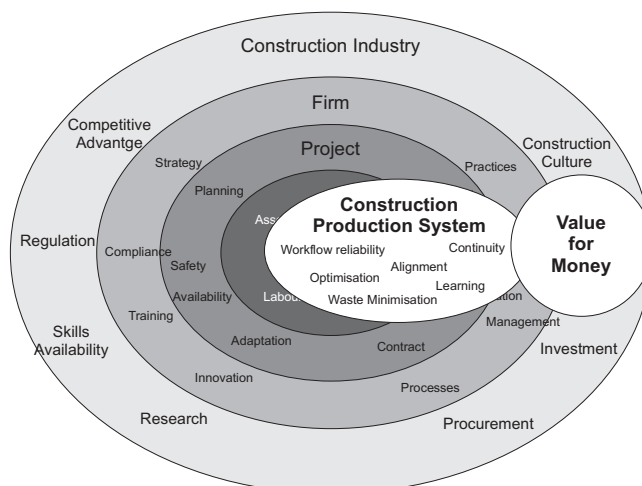 Construction Industry
Firm
Competitive
Advantge
Construction
Culture
Strategy
Project
Practices
Planning
Construction
Production System
Value
for
Money
Regulation
Compliance
Workflow reliability
Continuity
Safety
Alignment
Optimisation
Learning
Availability
Waste Minimisation
Training
Management
Skills
Availability
Adaptation
Contract
Investment
Innovation
Processes
Research
Procurement